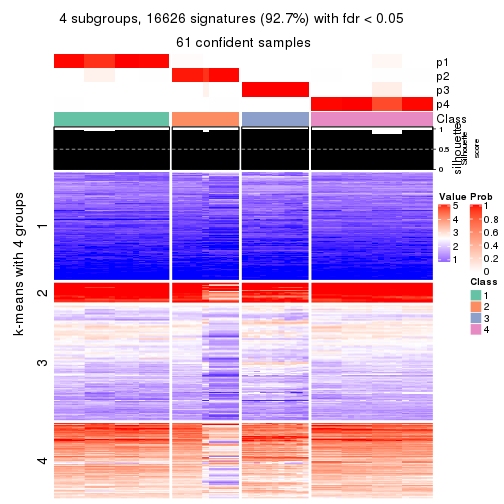 4 subgroups, 16626 signatures (92.7%) with fdr < 0.05
61 confident samples
p1
p2
p3
p4
Class
silhouette
Silhouette
score
1
0.5
0
k-means with 4 groups
1
2
3
4
Value
5
4
3
2
1
Prob
1
0.8
0.6
0.4
0.2
0
Class
1
2
3
4